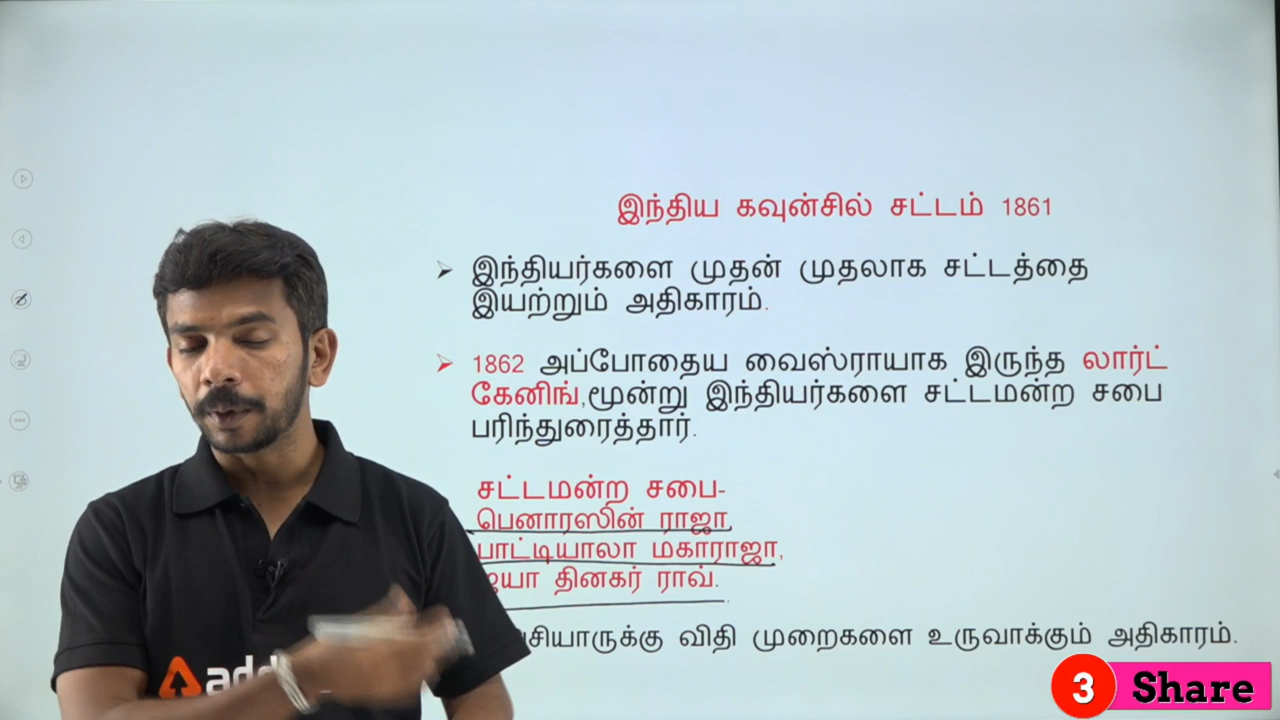 இந்திய கவுன்சில் சட்டம் 1861
➢ இந்தியர்களை முதன் முதலாக சட்டத்தை
இயற்றும் அதிகாரம்.
➢ 1862 அப்போதைய வைஸ்ராயாக இருந்த லார்ட்
கேனிங்,மூன்று இந்தியர்களை சட்டமன்ற சபை
பரிந்துரைத்தார்.
சட்டமன்ற சபை-
பெனாரஸின் ராஜா,
பாட்டியாலா மகாராஜா,
தினகர் ராவ்.
விதி முறைகளை உருவாக்கும் அதிகாரம்.
3 Share